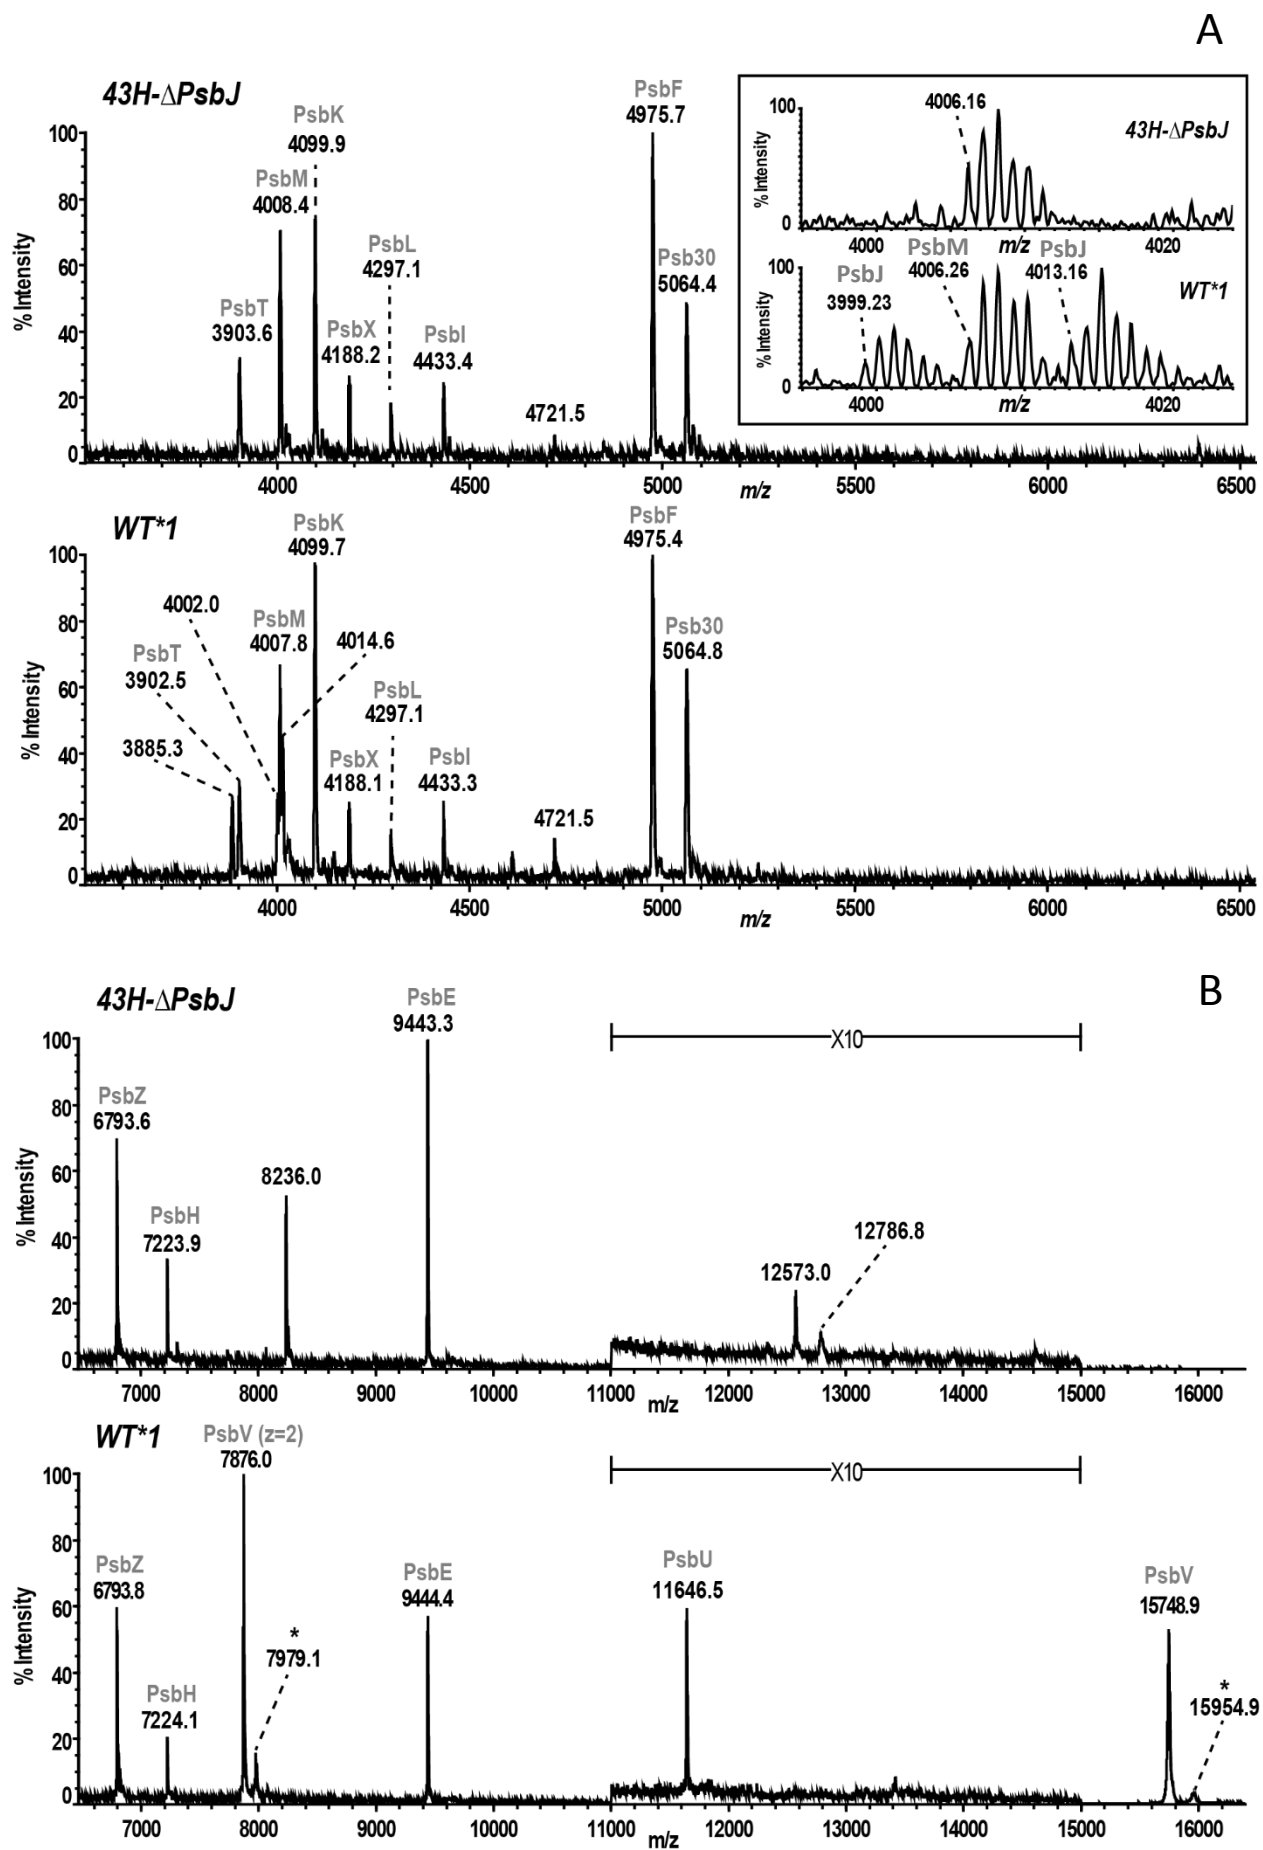 A
43H-ΔPsbJ
PsbF
4975.7
PsbK
4099.9
PsbM
4008.4
PsbL
4297.1
Psb30
5064.4
PsbT
3903.6
PsbX
4188.2
PsbI
4433.4
4721.5
% Intensity
100
80
60
40
20
0
4000
4500
5000
m/z
5500
6000
6500
4006.16
43H-ΔPsbJ
% Intensity
100
0
4000
m/z
4020
PsbJ
3999.23
PsbM
4006.26
PsbJ
4013.16
WT*1
% Intensity
100
0
4000
m/z
4020
WT*1
PsbK
4099.7
PsbF
4975.4
4002.0
PsbM
4007.8
4014.6
Psb30
5064.8
PsbT
3902.5
PsbL
4297.1
3885.3
PsbX
4188.1
PsbI
4433.3
4721.5
% Intensity
100
80
60
40
20
0
4000
4500
5000
m/z
5500
6000
6500
B
43H-ΔPsbJ
PsbE
9443.3
X10
PsbZ
6793.6
8236.0
PsbH
7223.9
12786.8
12573.0
% Intensity
100
80
60
40
20
0
7000
8000
9000
10000
11000
m/z
12000
13000
14000
15000
16000
WT*1
PsbV (z=2)
7876.0
X10
PsbZ
6793.8
PsbE
9444.4
PsbU
11646.5
PsbV
15748.9
*
7979.1
PsbH
7224.1
*
15954.9
% Intensity
100
80
60
40
20
0
7000
8000
9000
10000
11000
m/z
12000
13000
14000
15000
16000